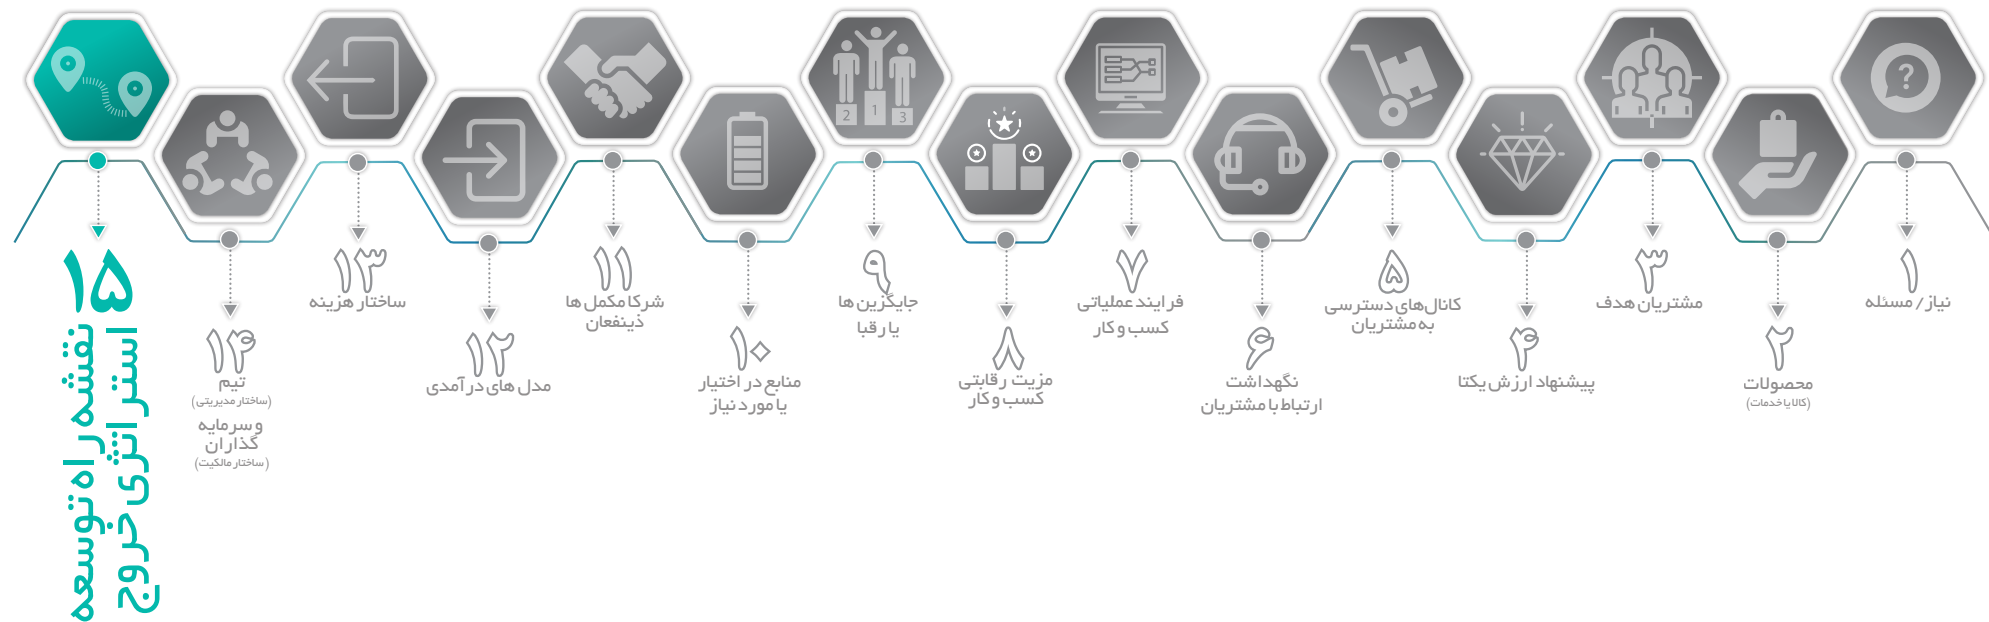 ۱
نیاز/ مسئله
۲
محصولات
(کالا یا خدمات)
۳
مشتریان هدف
۴
پیشنهاد ارزش یکتا
۵
کانال‌های دسترسی
به مشتریان
۶
نگهداشت
ارتباط با مشتریان
۷
فرایند عملیاتی
کسب و کار
۸
مزیت رقابتی
کسب و کار
۹
جایگزین ها
یا رقبا
2 1 3
۱۰
منابع در اختیار
یا مورد نیاز
۱۱
شرکا مکمل ها
ذینفعان
۱۲
مدل های درآمدی
۱۳
ساختار هزینه
۱۴
تیم
(ساختار مدیریتی)
و سرمایه
گذاران
(ساختار مالکیت)
۱۵
استراتژی خروج
نقشه راه توسعه